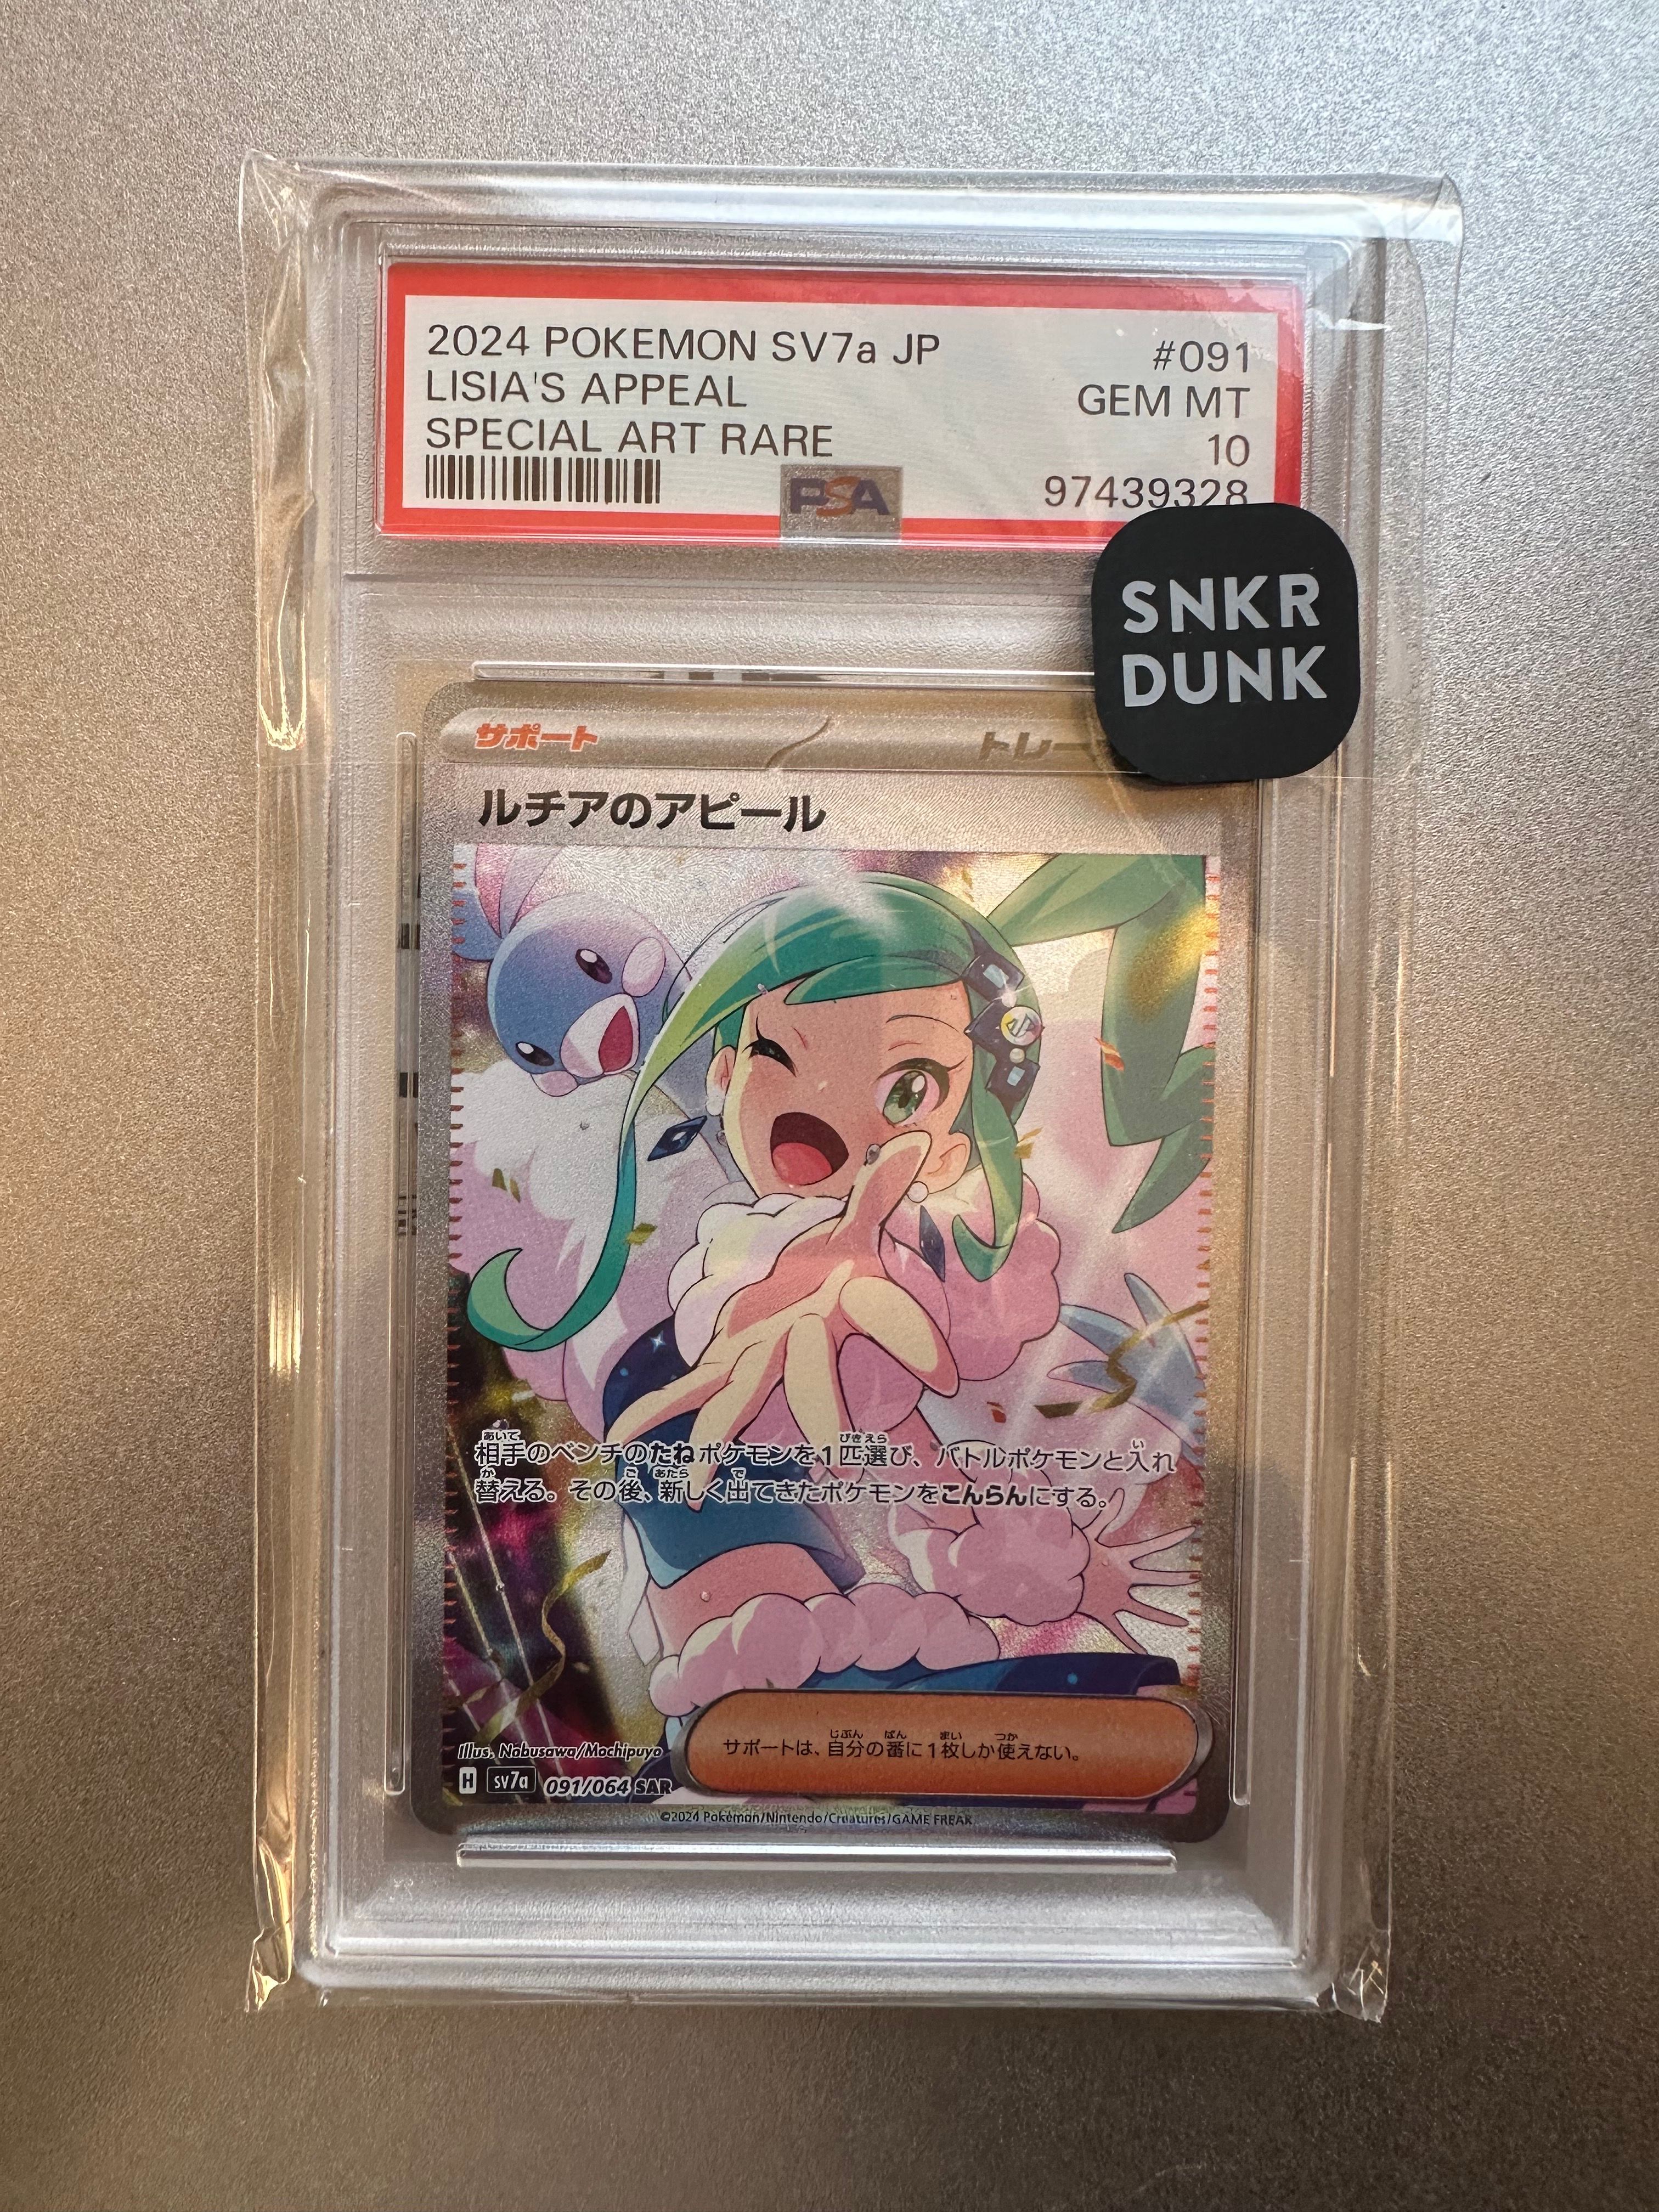 2024 POKEMON SV7a JP #091
LISIA'S APPEAL GEM MT
SPECIAL ART RARE 10
PSA 97439328
SNKR
DUNK
サポート トレー
ルチアのアピール
相手のベンチのたねポケモンを1匹選び、バトルポケモンと入れ
替える。その後、新しく出てきたポケモンをこんらんにする。
サポートは、自分の番に1枚しか使えない。
Illus. Nabusawa/Mochipuyo
H sv7a 091/064 SAR
©2024 Pokémon/Nintendo/Creatures/GAME FREAK